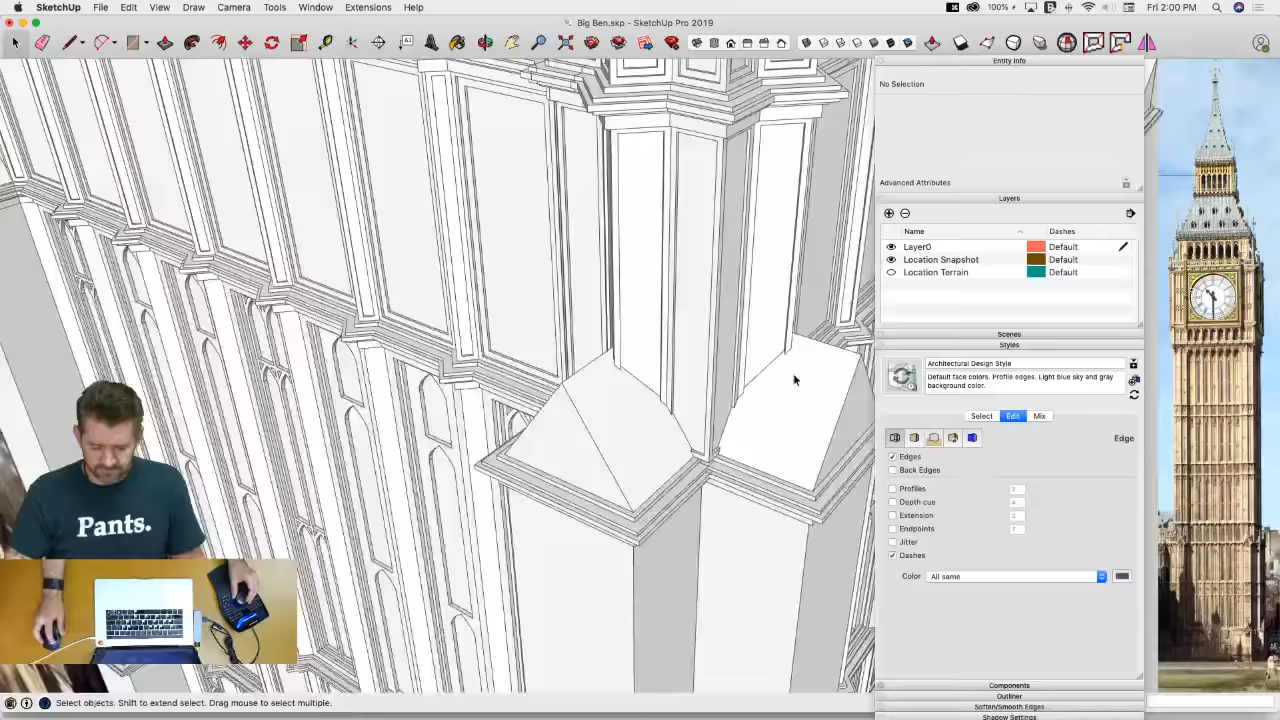 SketchUp File Edit View Draw Camera Tools Window Extensions Help
100% Fri 2:00 PM
Big Ben.skp - SketchUp Pro 2019
Entity Info
No Selection
Advanced Attributes
Layers
Name Dashes
Layer0 Default
Location Snapshot Default
Location Terrain Default
Scenes
Styles
Architectural Design Style
Default face colors. Profile edges. Light blue sky and gray
background color.
Select Edit Mix
Edge
Edges
Back Edges
Profiles
Depth cue
Extension
Endpoints
Jitter
Dashes
Color All same
Pants.
Components
Outliner
Soften/Smooth Edges
Shadow Settings
Select objects. Shift to extend select. Drag mouse to select multiple.